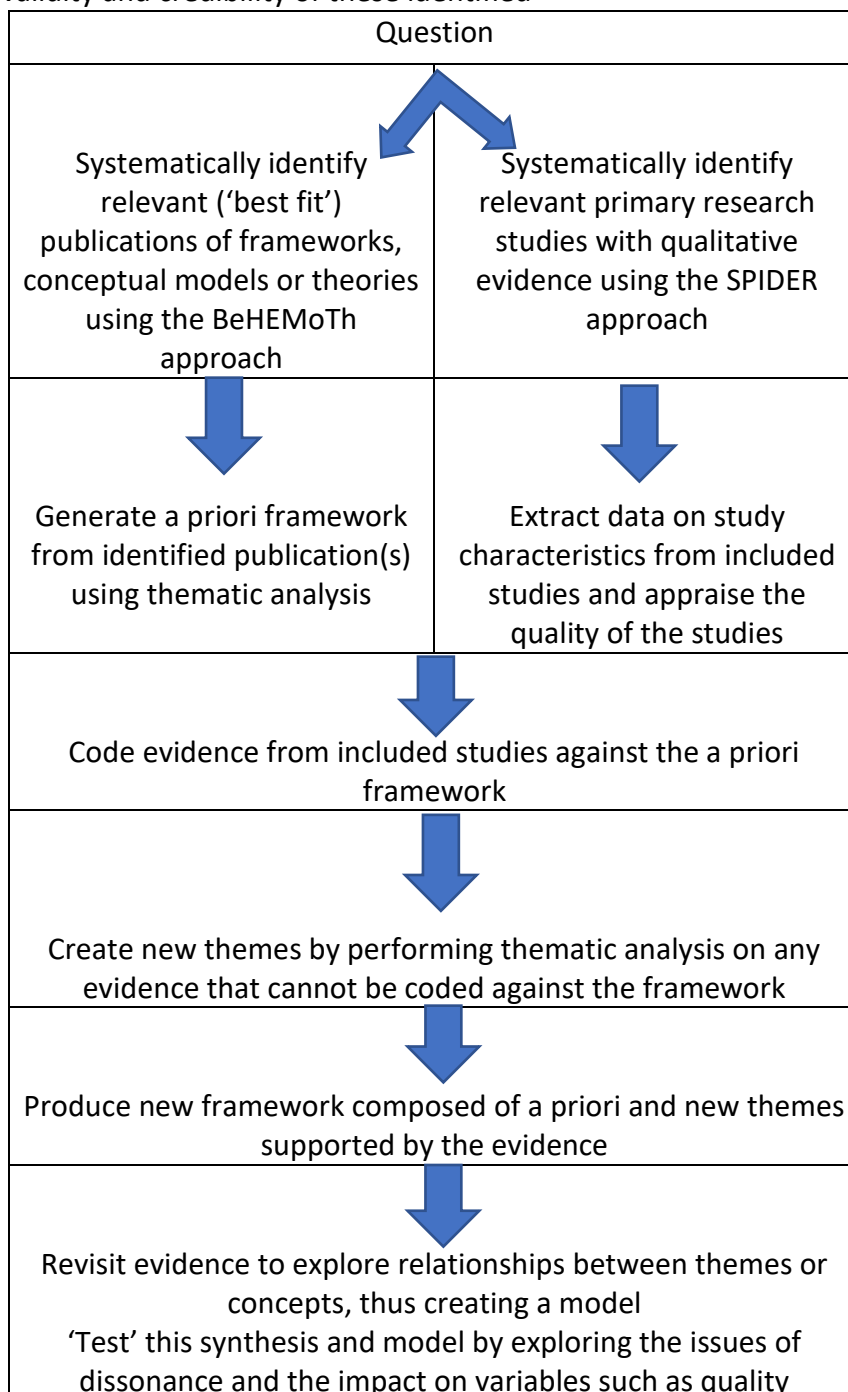 Question
Systematically identify
relevant (‘best fit’)
publications of frameworks,
conceptual models or theories
using the BeHEMoTh
approach
Systematically identify
relevant primary research
studies with qualitative
evidence using the SPIDER
approach
Generate a priori framework
from identified publication(s)
using thematic analysis
Extract data on study
characteristics from included
studies and appraise the
quality of the studies
Code evidence from included studies against the a priori
framework
Create new themes by performing thematic analysis on any
evidence that cannot be coded against the framework
Produce new framework composed of a priori and new themes
supported by the evidence
Revisit evidence to explore relationships between themes or
concepts, thus creating a model
‘Test’ this synthesis and model by exploring the issues of
dissonance and the impact on variables such as quality